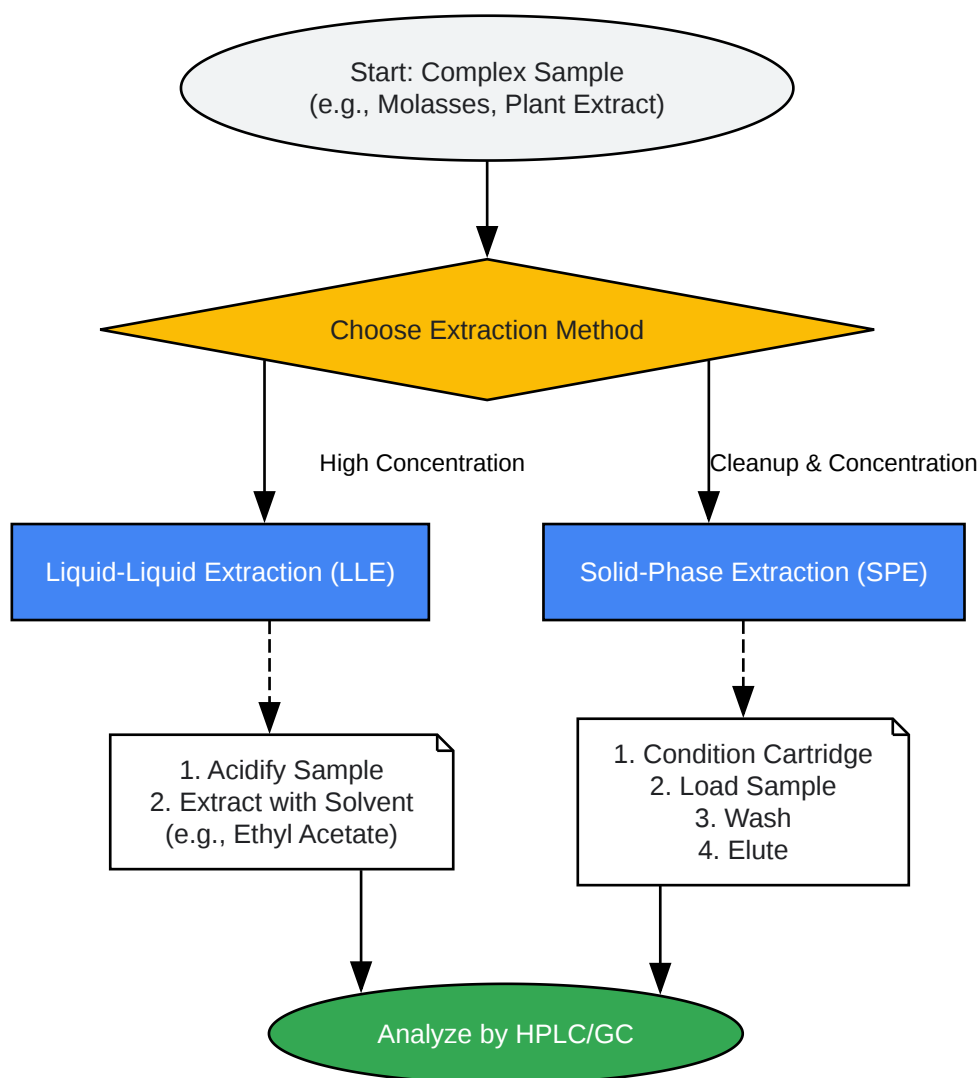 Start: Complex Sample
(e.g., Molasses, Plant Extract)
Choose Extraction Method
High Concentration
Cleanup & Concentration
Liquid-Liquid Extraction (LLE)
Solid-Phase Extraction (SPE)
1. Acidify Sample
2. Extract with Solvent
(e.g., Ethyl Acetate)
1. Condition Cartridge
2. Load Sample
3. Wash
4. Elute
Analyze by HPLC/GC